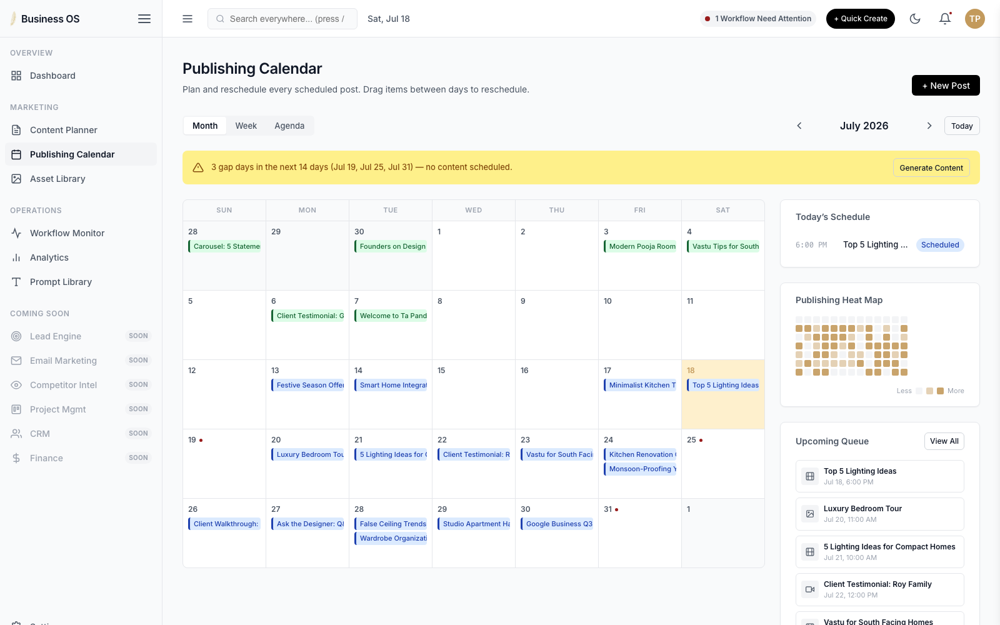 Business OS
Search everywhere... (press /
Sat, Jul 18
1 Workflow Need Attention
+ Quick Create
TP
OVERVIEW
Dashboard
MARKETING
Content Planner
Publishing Calendar
Asset Library
OPERATIONS
Workflow Monitor
Analytics
Prompt Library
COMING SOON
Lead Engine SOON
Email Marketing SOON
Competitor Intel SOON
Project Mgmt SOON
CRM SOON
Finance SOON
Publishing Calendar
Plan and reschedule every scheduled post. Drag items between days to reschedule.
+ New Post
Month Week Agenda
July 2026
Today
3 gap days in the next 14 days (Jul 19, Jul 25, Jul 31) — no content scheduled.
Generate Content
SUN MON TUE WED THU FRI SAT
28 29 30 1 2 3 4
Carousel: 5 Stateme
Founders on Design
Modern Pooja Room
Vastu Tips for South
5 6 7 8 9 10 11
Client Testimonial: G
Welcome to Ta Pand
12 13 14 15 16 17 18
Festive Season Offer
Smart Home Integrat
Minimalist Kitchen T
Top 5 Lighting Ideas
19 20 21 22 23 24 25
Luxury Bedroom Tou
5 Lighting Ideas for C
Client Testimonial: R
Vastu for South Faci
Kitchen Renovation
Monsoon-Proofing Y
26 27 28 29 30 31 1
Client Walkthrough:
Ask the Designer: Q&
False Ceiling Trends
Studio Apartment Ha
Google Business Q3
Wardrobe Organizati
Today's Schedule
6:00 PM Top 5 Lighting ... Scheduled
Publishing Heat Map
Less More
Upcoming Queue
View All
Top 5 Lighting Ideas
Jul 18, 6:00 PM
Luxury Bedroom Tour
Jul 20, 11:00 AM
5 Lighting Ideas for Compact Homes
Jul 21, 10:00 AM
Client Testimonial: Roy Family
Jul 22, 12:00 PM
Vastu for South Facing Homes